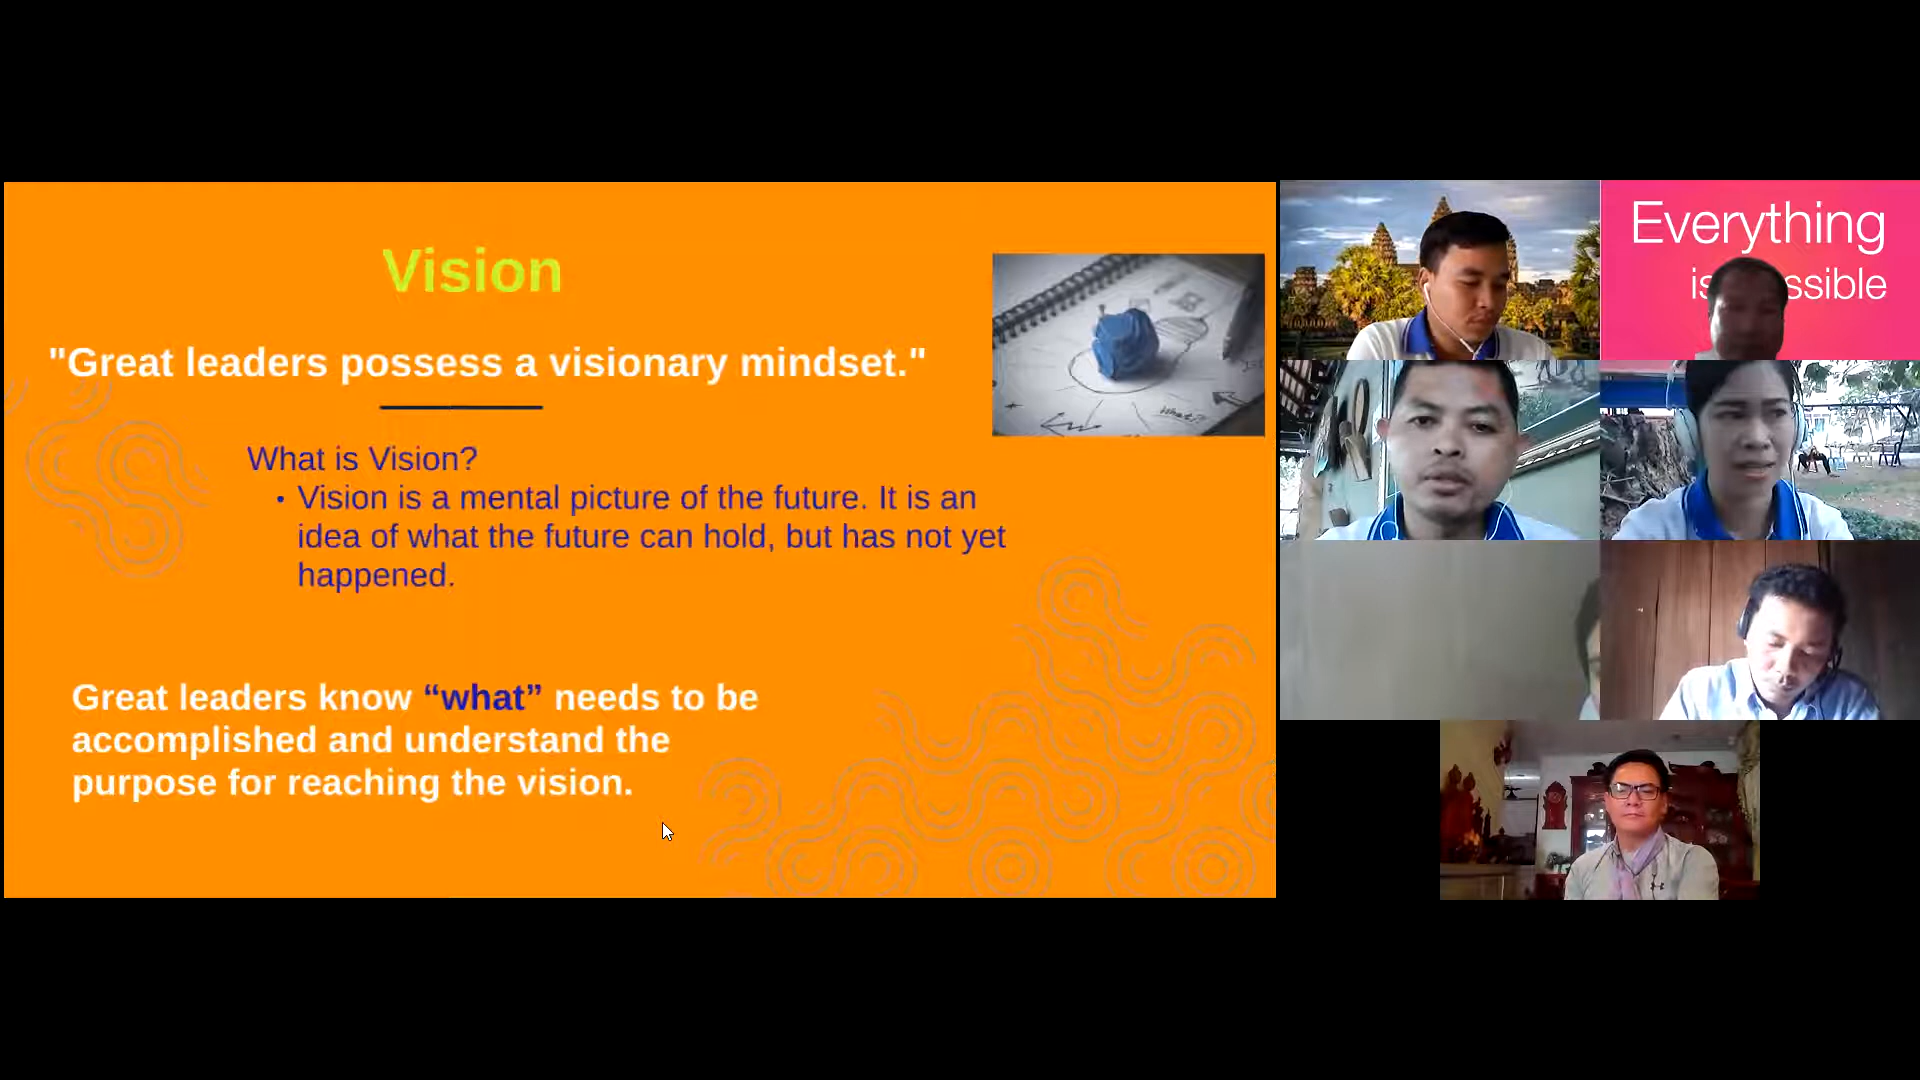 Vision
"Great leaders possess a visionary mindset."
What is Vision?
• Vision is a mental picture of the future. It is an
idea of what the future can hold, but has not yet
happened.
Great leaders know “what” needs to be
accomplished and understand the
purpose for reaching the vision.
What?
Everything
is ssible